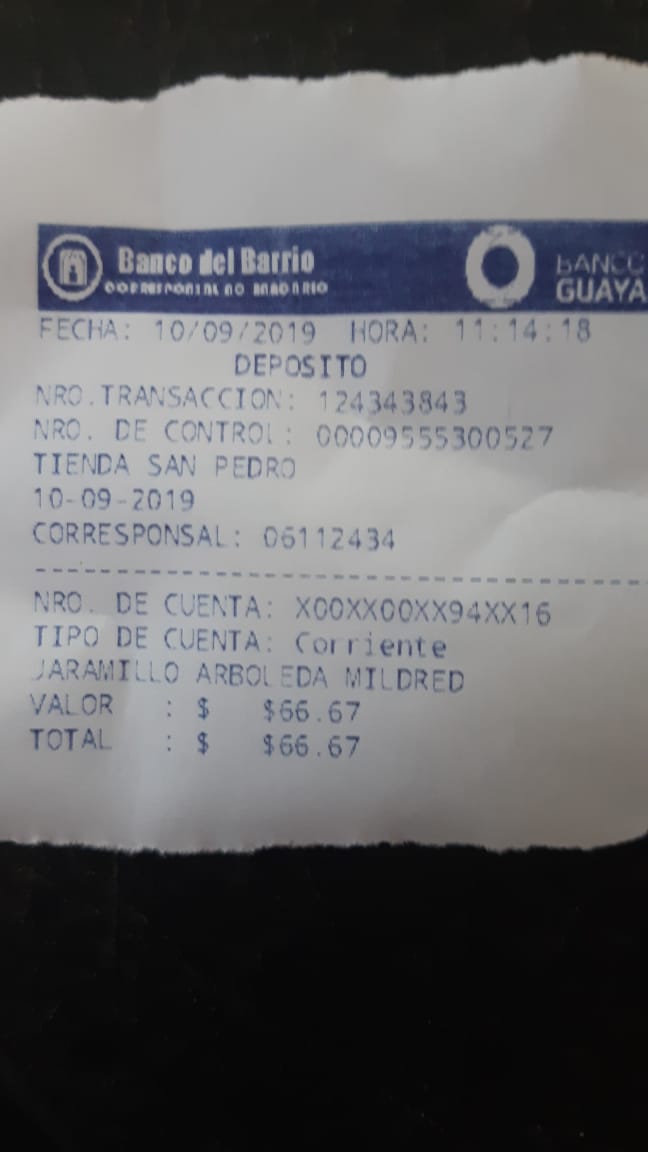 Banco del Barrio
CORRESPONSAL NO BANCARIO
BANCO
GUAYA
FECHA: 10/09/2019 HORA: 11:14:18
DEPOSITO
NRO.TRANSACCION: 124343843
NRO. DE CONTROL: 00009555300527
TIENDA SAN PEDRO
10-09-2019
CORRESPONSAL: 06112434
NRO. DE CUENTA: X00XX00XX94XX16
TIPO DE CUENTA: Corriente
JARAMILLO ARBOLEDA MILDRED
VALOR : $ $66.67
TOTAL : $ $66.67